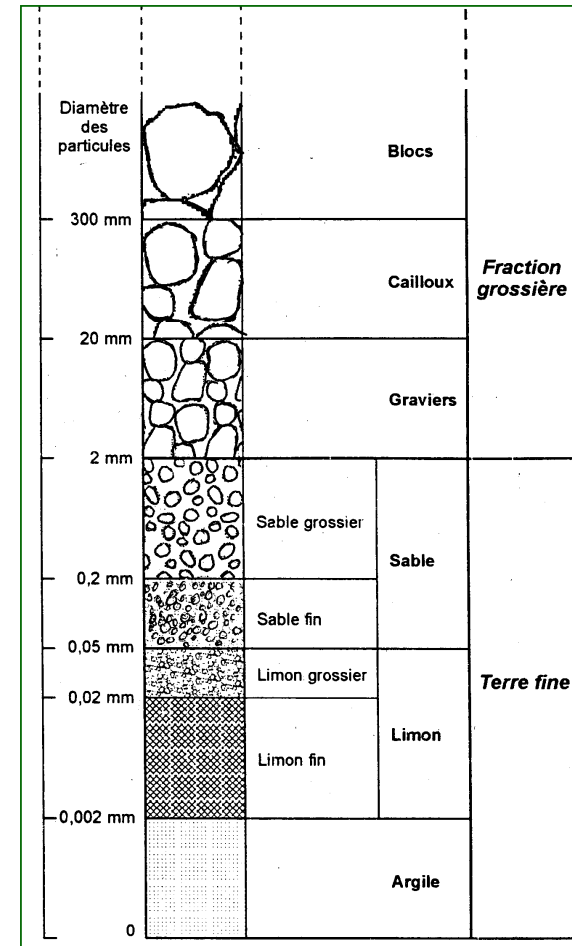 Diamètre
des
particules
Blocs
300 mm
Cailloux
Fraction
grossière
20 mm
Graviers
2 mm
Sable grossier
Sable
0,2 mm
Sable fin
0,05 mm
Limon grossier
Terre fine
0,02 mm
Limon
Limon fin
0,002 mm
Argile
0